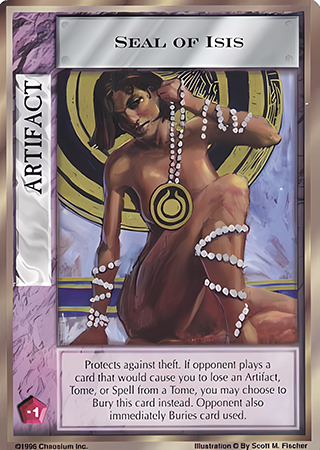 SEAL OF ISIS
ARTIFACT
Protects against theft. If opponent plays a
card that would cause you to lose an Artifact,
Tome, or Spell from a Tome, you may choose to
Bury this card instead. Opponent also
immediately Buries card used.
-1
©1996 Chaosium Inc.
Illustration © By Scott M. Fischer